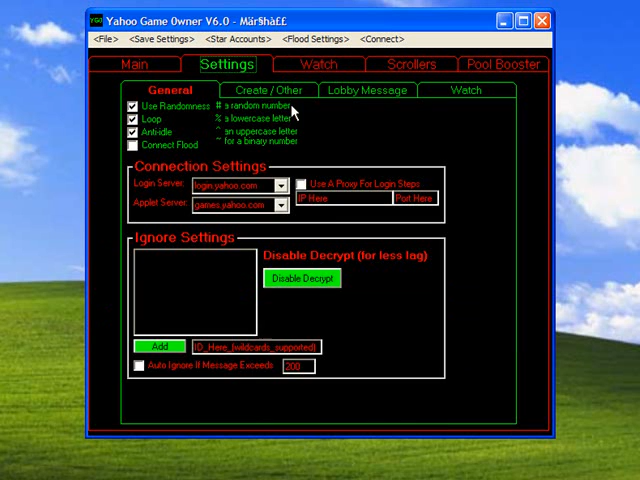 YGO Yahoo Game 0wner V6.0 - Mär§hà££
<File> <Save Settings> <Star Accounts> <Flood Settings> <Connect>
Main Settings Watch Scrollers Pool Booster
General Create / Other Lobby Message Watch
Use Randomness # a random number
Loop % a lowercase letter
Anti-idle ^ an uppercase letter
Connect Flood ~ for a binary number
Connection Settings
Login Server: login.yahoo.com Use A Proxy For Login Steps
Applet Server: games.yahoo.com IP Here Port Here
Ignore Settings
Disable Decrypt (for less lag)
Disable Decrypt
Add ID_Here_(wildcards_supported)
Auto Ignore If Message Exceeds 200